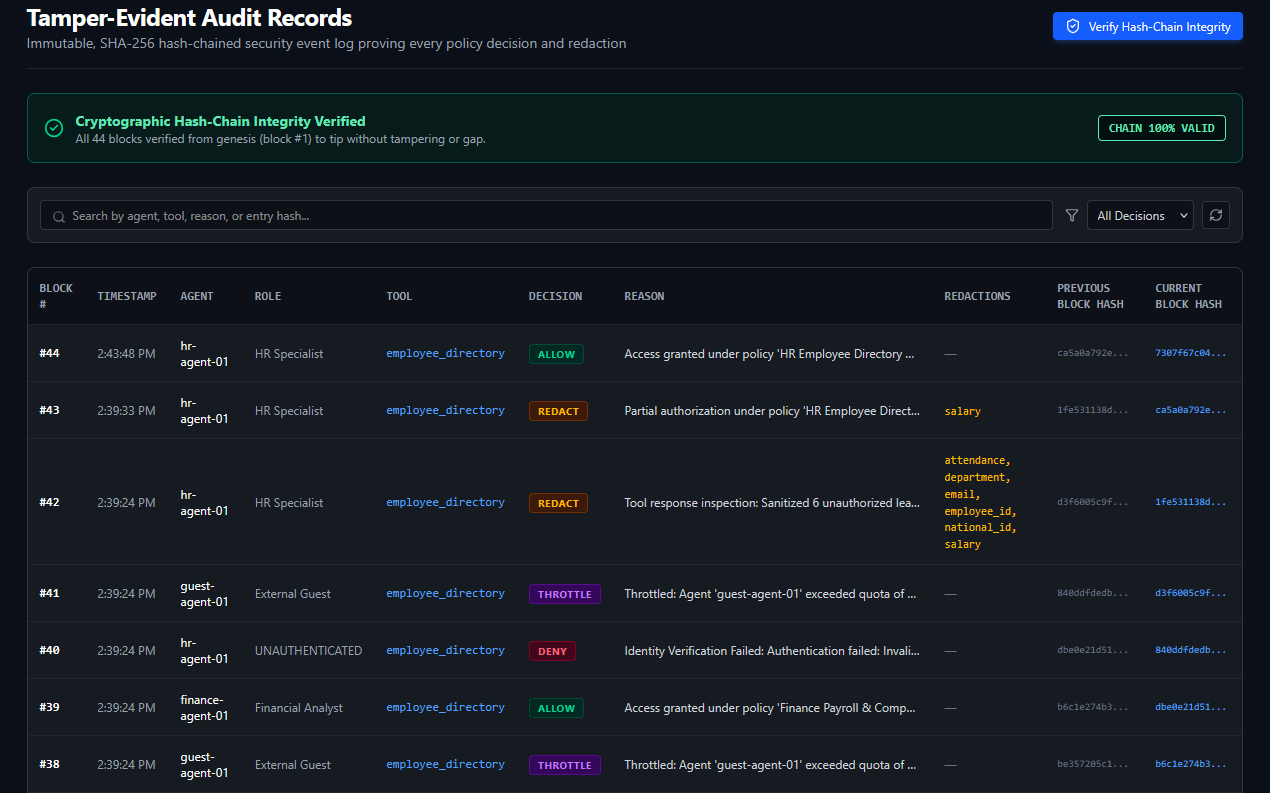 Tamper-Evident Audit Records
Immutable, SHA-256 hash-chained security event log proving every policy decision and redaction
Verify Hash-Chain Integrity
Cryptographic Hash-Chain Integrity Verified
All 44 blocks verified from genesis (block #1) to tip without tampering or gap.
CHAIN 100% VALID
Search by agent, tool, reason, or entry hash...
All Decisions
BLOCK # TIMESTAMP AGENT ROLE TOOL DECISION REASON REDACTIONS PREVIOUS BLOCK HASH CURRENT BLOCK HASH
#44 2:43:48 PM hr-agent-01 HR Specialist employee_directory ALLOW Access granted under policy 'HR Employee Directory ... — ca5a0a792e... 7307f67c04...
#43 2:39:33 PM hr-agent-01 HR Specialist employee_directory REDACT Partial authorization under policy 'HR Employee Direct... salary 1fe531138d... ca5a0a792e...
#42 2:39:24 PM hr-agent-01 HR Specialist employee_directory REDACT Tool response inspection: Sanitized 6 unauthorized lea... attendance, department, email, employee_id, national_id, salary d3f6005c9f... 1fe531138d...
#41 2:39:24 PM guest-agent-01 External Guest employee_directory THROTTLE Throttled: Agent 'guest-agent-01' exceeded quota of ... — 840ddfdedb... d3f6005c9f...
#40 2:39:24 PM hr-agent-01 UNAUTHENTICATED employee_directory DENY Identity Verification Failed: Authentication failed: Invali... — dbe0e21d51... 840ddfdedb...
#39 2:39:24 PM finance-agent-01 Financial Analyst employee_directory ALLOW Access granted under policy 'Finance Payroll & Comp... — b6c1e274b3... dbe0e21d51...
#38 2:39:24 PM guest-agent-01 External Guest employee_directory THROTTLE Throttled: Agent 'guest-agent-01' exceeded quota of ... — be357205c1... b6c1e274b3...